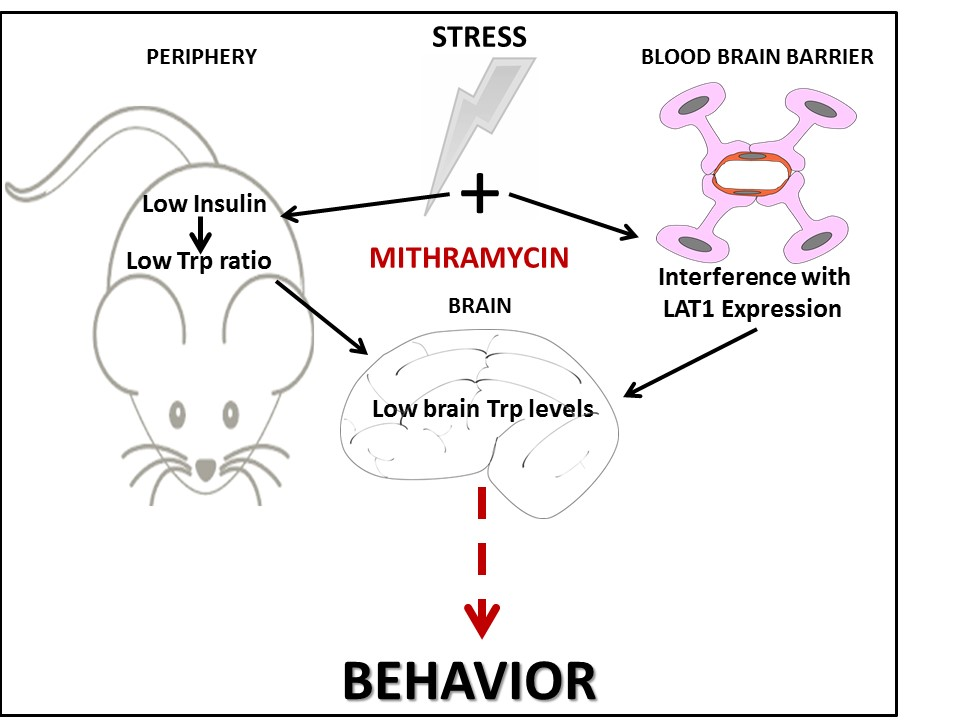 STRESS
PERIPHERY
BLOOD BRAIN BARRIER
+
Low Insulin
Low Trp ratio
MITHRAMYCIN
Interference with
LAT1 Expression
BRAIN
Low brain Trp levels
BEHAVIOR